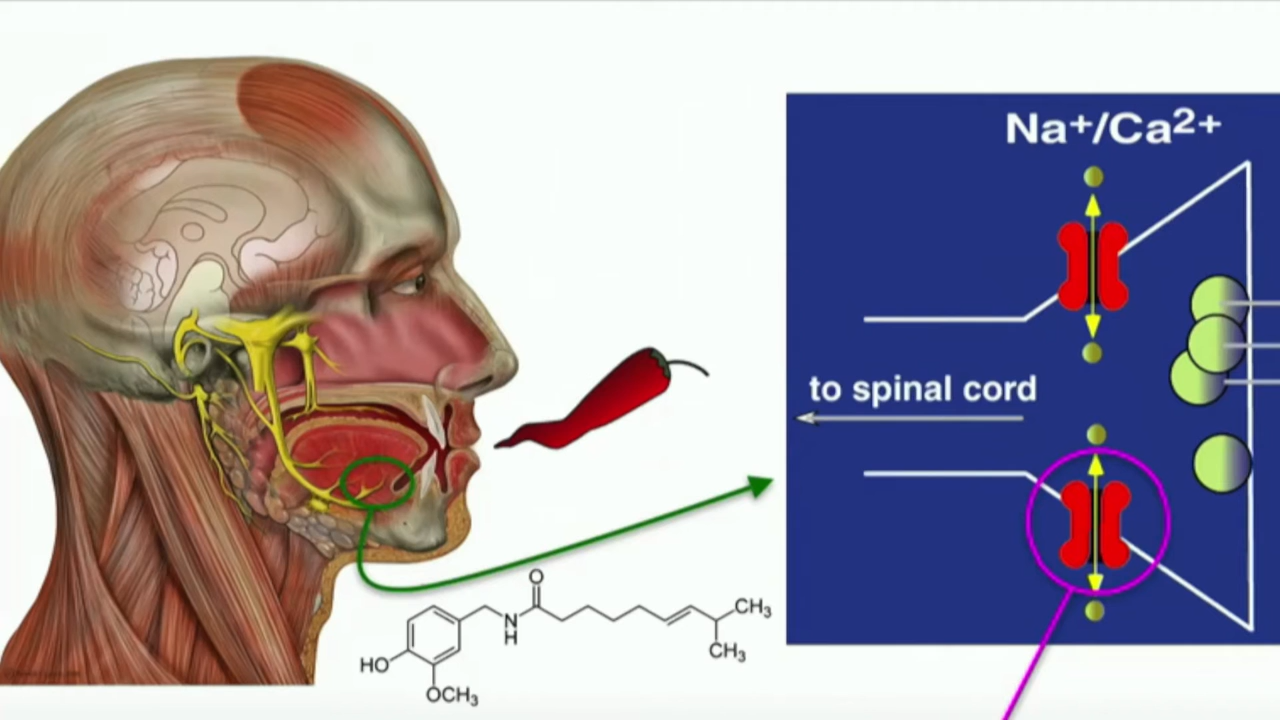 Na+/Ca2+
to spinal cord
O
N
H
CH3
CH3
HO
OCH3